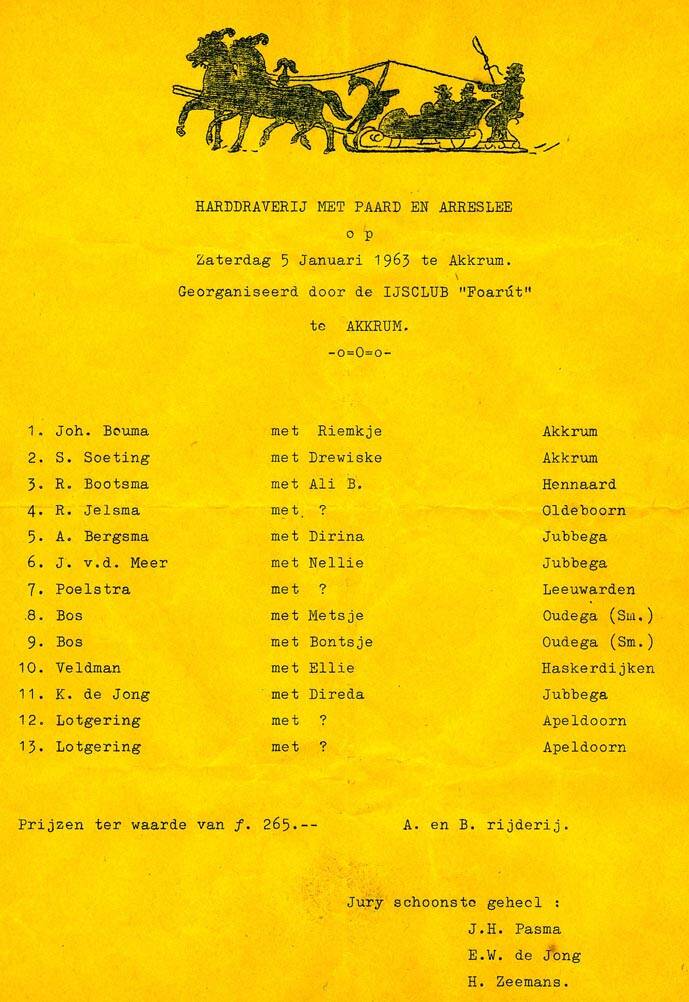 HARDDRAVERIJ MET PAARD EN ARRESLEE
o p
Zaterdag 5 Januari 1963 te Akkrum.
Georganiseerd door de IJSCLUB "Foarút"
te AKKRUM.
-o=O=o-
1. Joh. Bouma met Riemkje Akkrum
2. S. Soeting met Drewiske Akkrum
3. R. Bootsma met Ali B. Hennaard
4. R. Jelsma met ? Oldeboorn
5. A. Bergsma met Dirina Jubbega
6. J. v.d. Meer met Nellie Jubbega
7. Poelstra met ? Leeuwarden
8. Bos met Metsje Oudega (Sm.)
9. Bos met Bontsje Oudega (Sm.)
10. Veldman met Ellie Haskerdijken
11. K. de Jong met Direda Jubbega
12. Lotgering met ? Apeldoorn
13. Lotgering met ? Apeldoorn
Prijzen ter waarde van f. 265.-- A. en B. rijderij.
Jury schoonste geheel :
J.H. Pasma
E.W. de Jong
H. Zeemans.